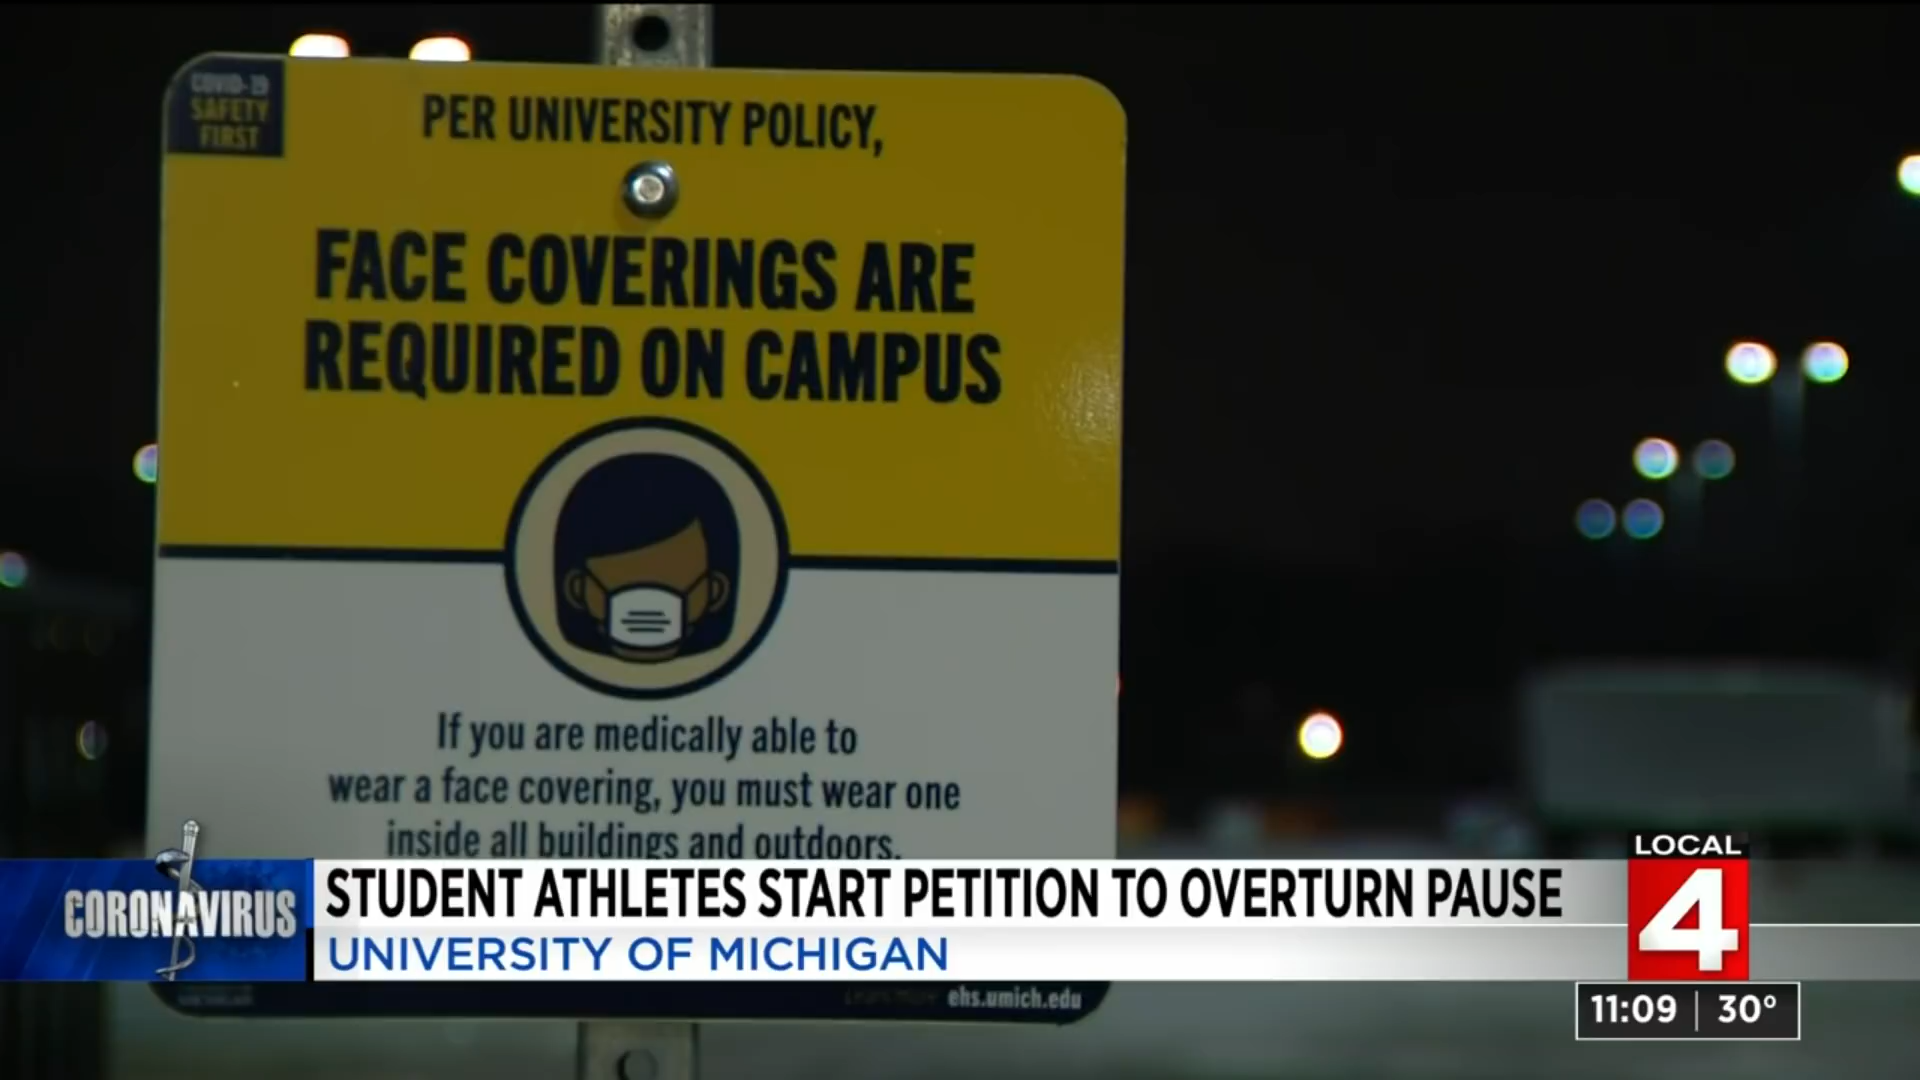 COVID-19
SAFETY
FIRST
PER UNIVERSITY POLICY,
FACE COVERINGS ARE
REQUIRED ON CAMPUS
If you are medically able to
wear a face covering, you must wear one
inside all buildings and outdoors.
CORONAVIRUS
STUDENT ATHLETES START PETITION TO OVERTURN PAUSE
UNIVERSITY OF MICHIGAN
LOCAL
4
11:09 | 30°
Learn more ehs.umich.edu